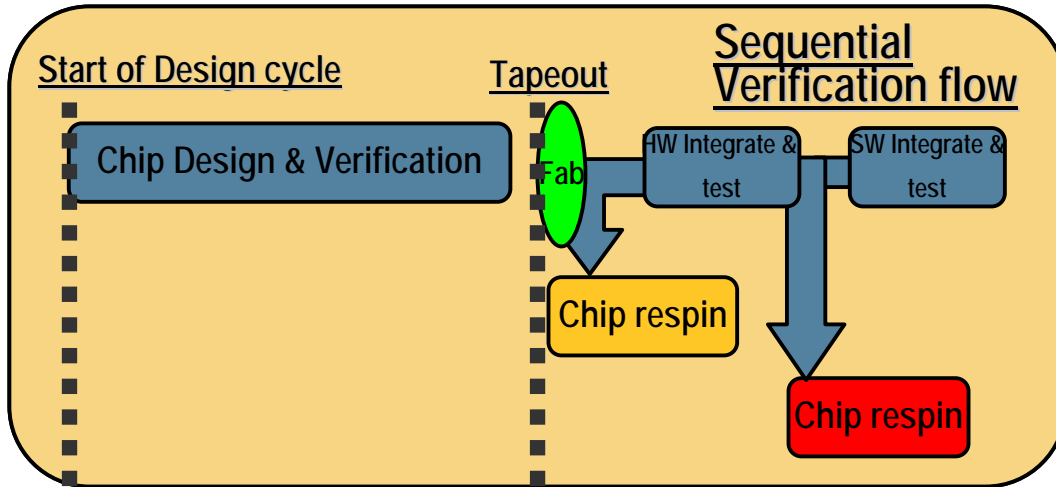 Sequential
Verification flow
Start of Design cycle
Tapeout
Chip Design & Verification
Fab
HW Integrate &
test
SW Integrate &
test
Chip respin
Chip respin